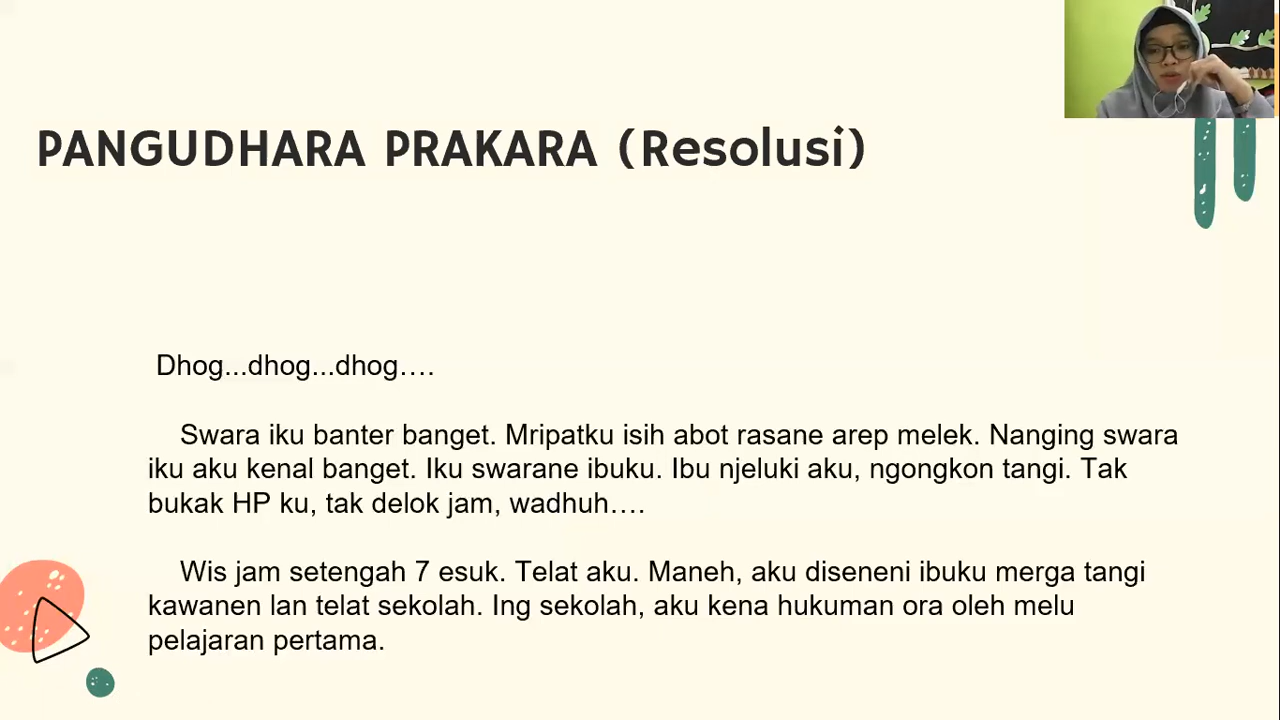 PANGUDHARA PRAKARA (Resolusi)
Dhog...dhog...dhog….
Swara iku banter banget. Mripatku isih abot rasane arep melek. Nanging swara
iku aku kenal banget. Iku swarane ibuku. Ibu njeluki aku, ngongkon tangi. Tak
bukak HP ku, tak delok jam, wadhuh….
Wis jam setengah 7 esuk. Telat aku. Maneh, aku diseneni ibuku merga tangi
kawanen lan telat sekolah. Ing sekolah, aku kena hukuman ora oleh melu
pelajaran pertama.